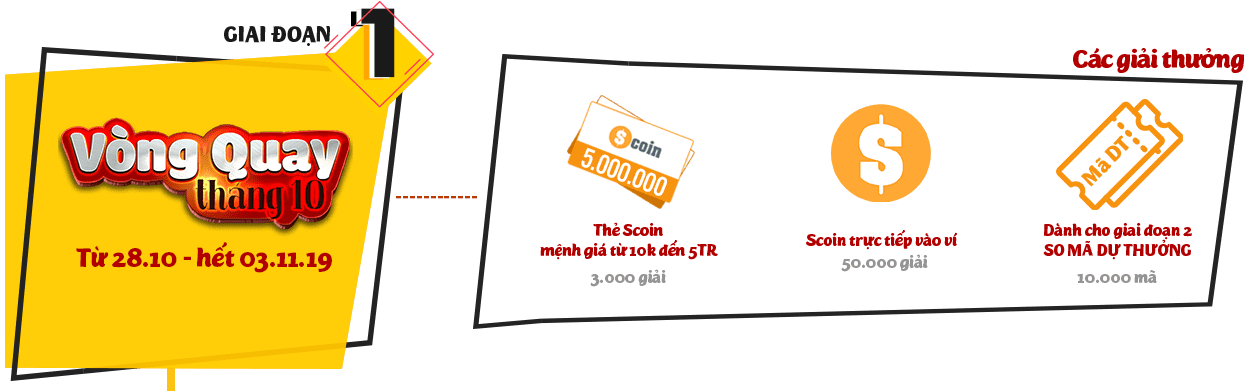 GIAI ĐOẠN 1
Vòng Quay
tháng 10
Từ 28.10 - hết 03.11.19
Các giải thưởng
$ coin
5.000.000
Thẻ Scoin
mệnh giá từ 10k đến 5TR
3.000 giải
$
Scoin trực tiếp vào ví
50.000 giải
Mã DT
Dành cho giai đoạn 2
SO MÃ DỰ THƯỞNG
10.000 mã